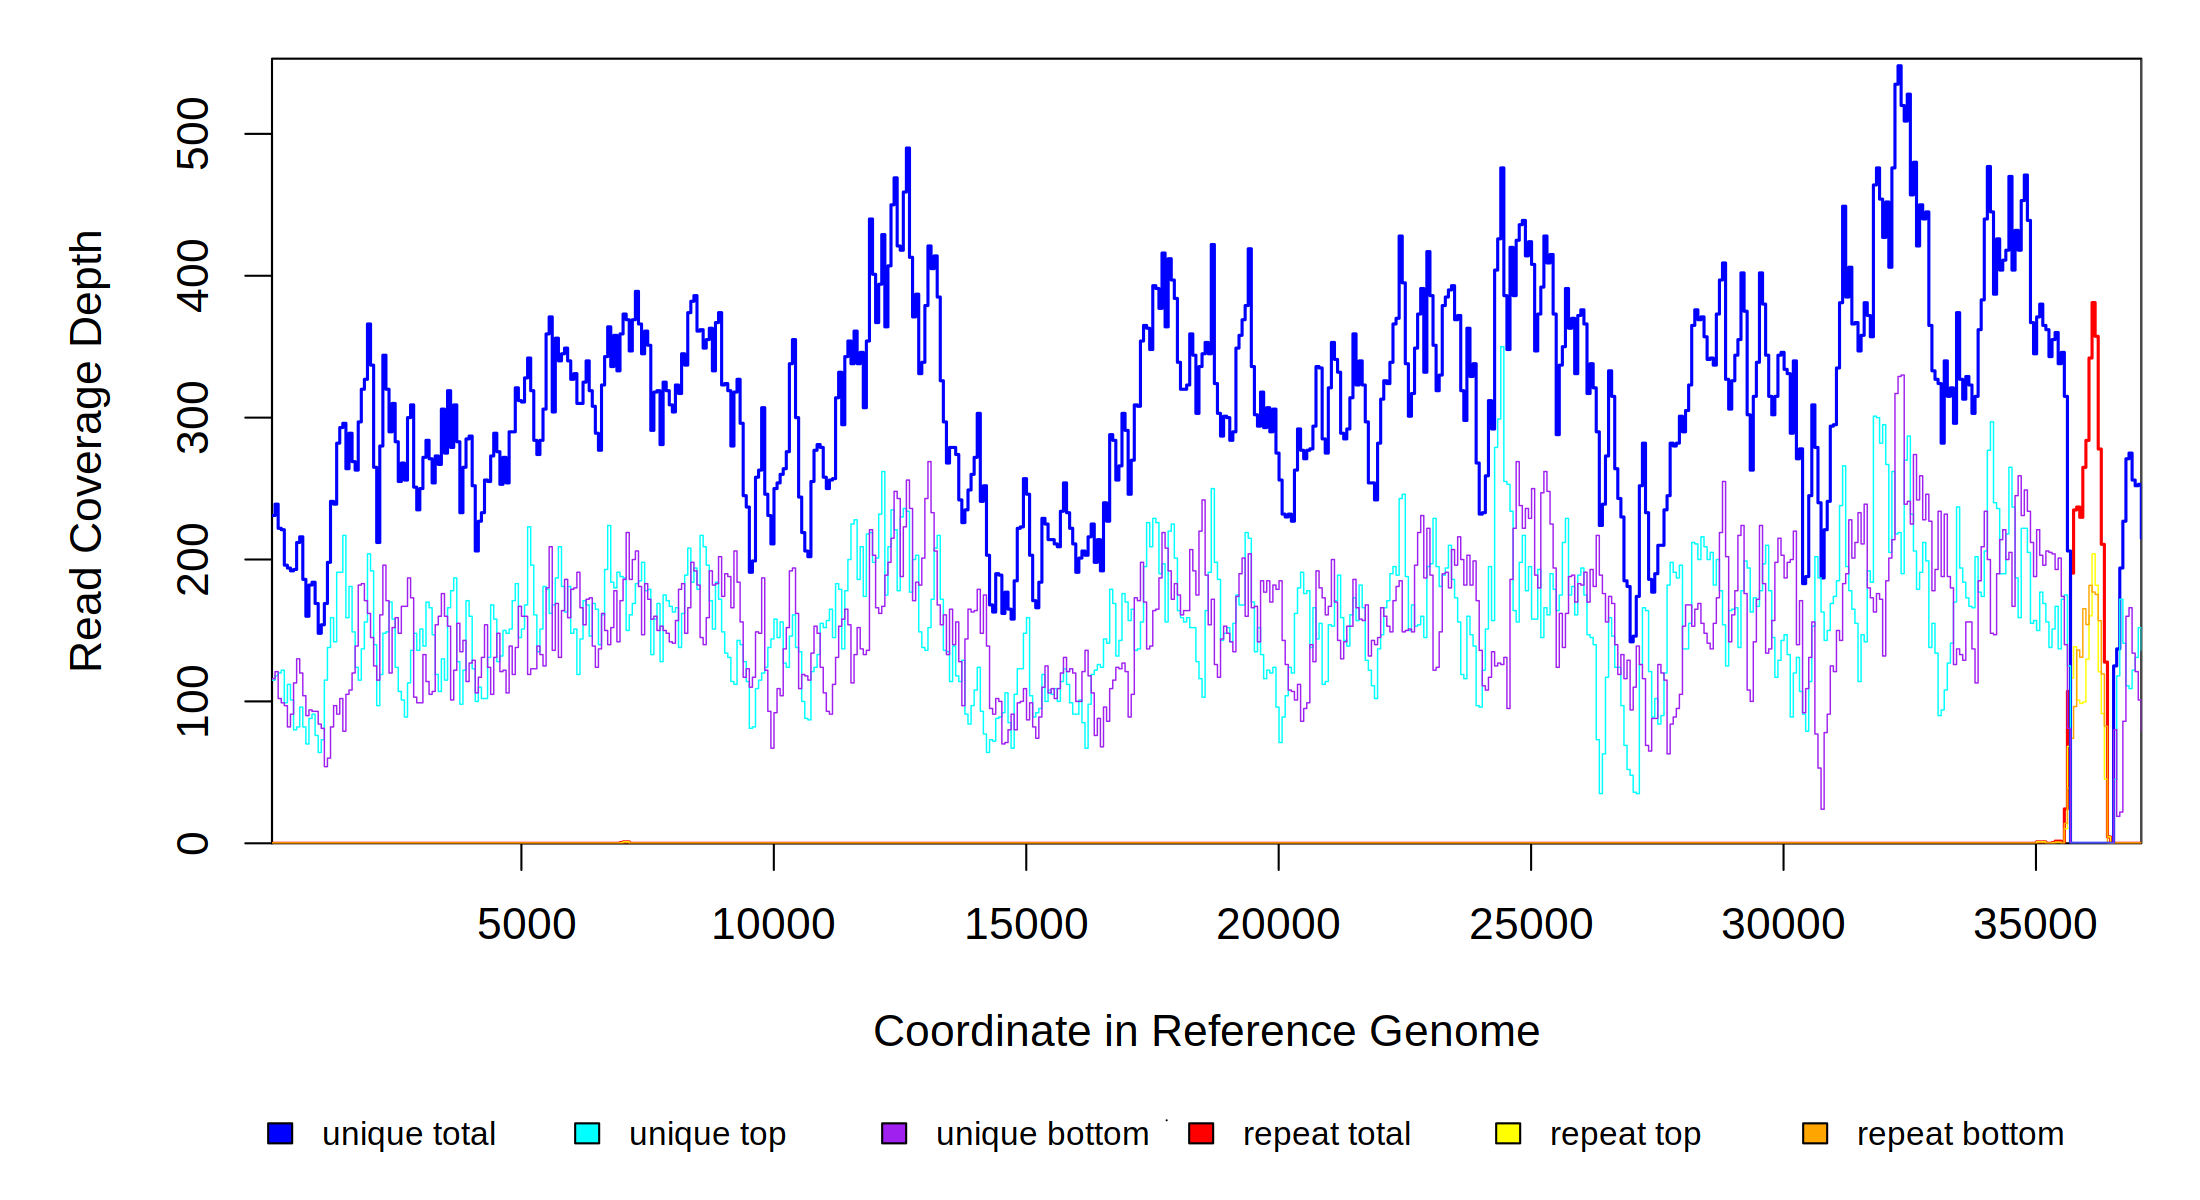 Read Coverage Depth
500
400
300
200
100
0
5000 10000 15000 20000 25000 30000 35000
Coordinate in Reference Genome
unique total unique top unique bottom repeat total repeat top repeat bottom